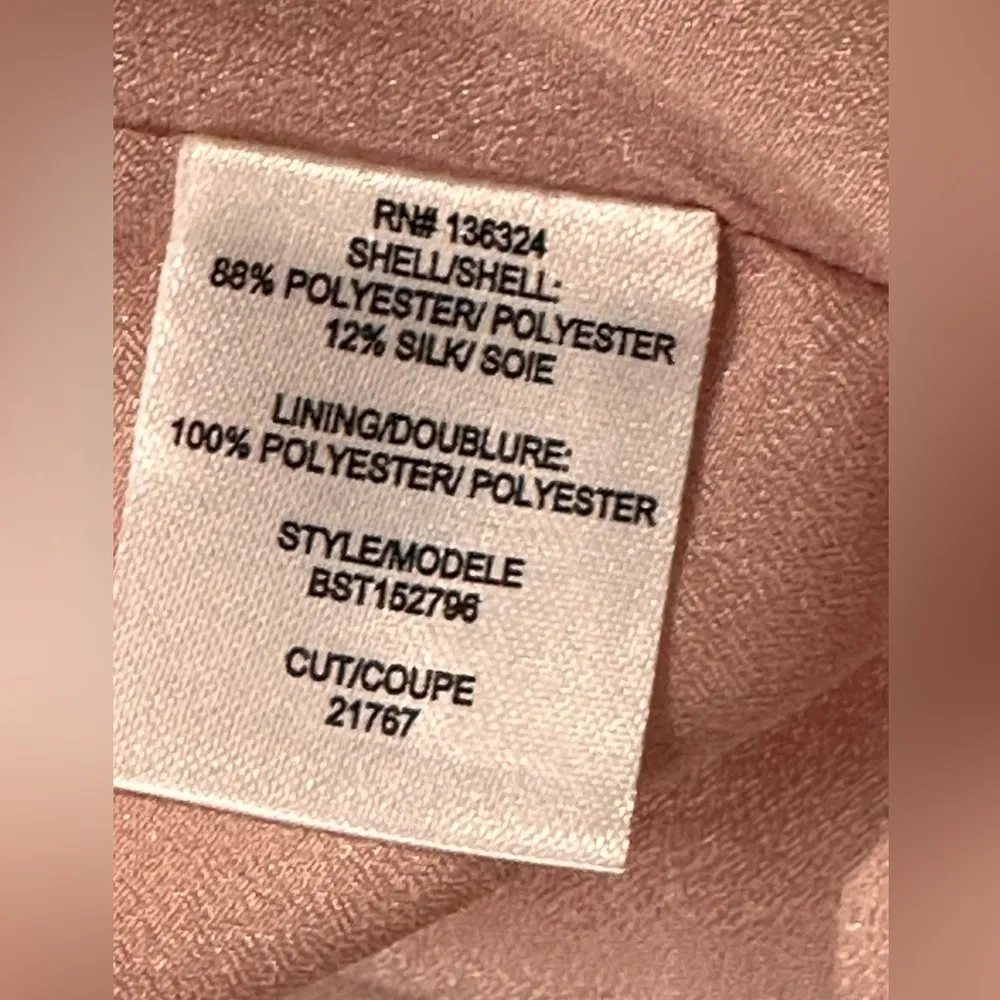 RN# 136324
SHELL/SHELL:
88% POLYESTER/ POLYESTER
12% SILK/ SOIE
LINING/DOUBLURE:
100% POLYESTER/ POLYESTER
STYLE/MODELE
BST152796
CUT/COUPE
21767